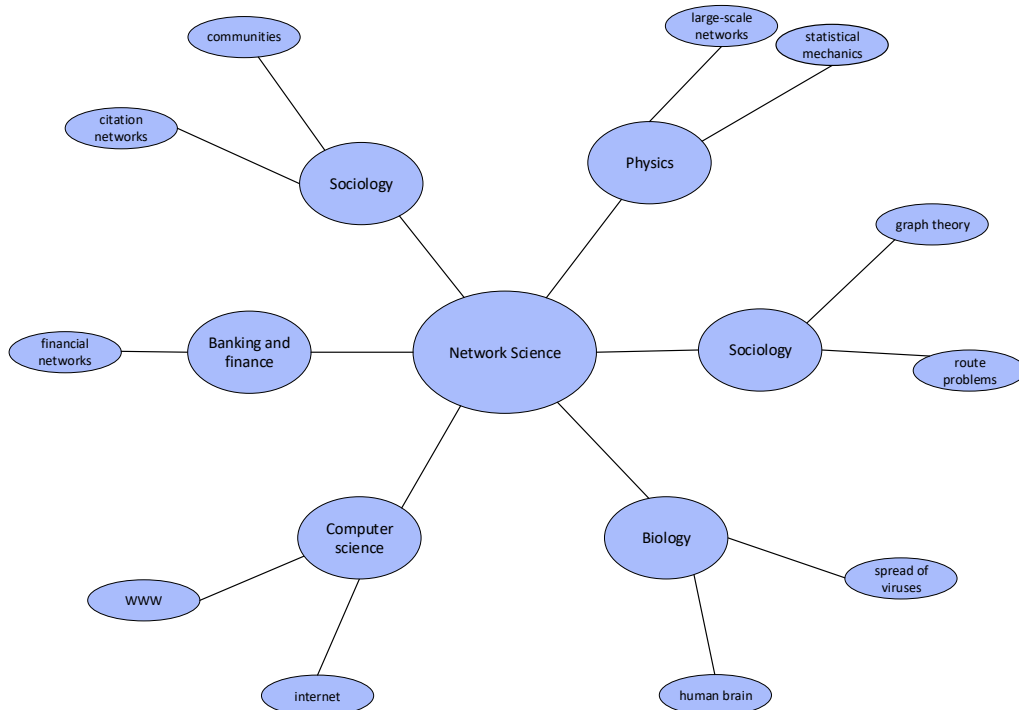 large-scale
networks
communities
statistical
mechanics
citation
networks
Physics
Sociology
graph theory
Banking and
finance
financial
networks
Network Science
Sociology
route
problems
Computer
science
Biology
spread of
viruses
WWW
internet
human brain